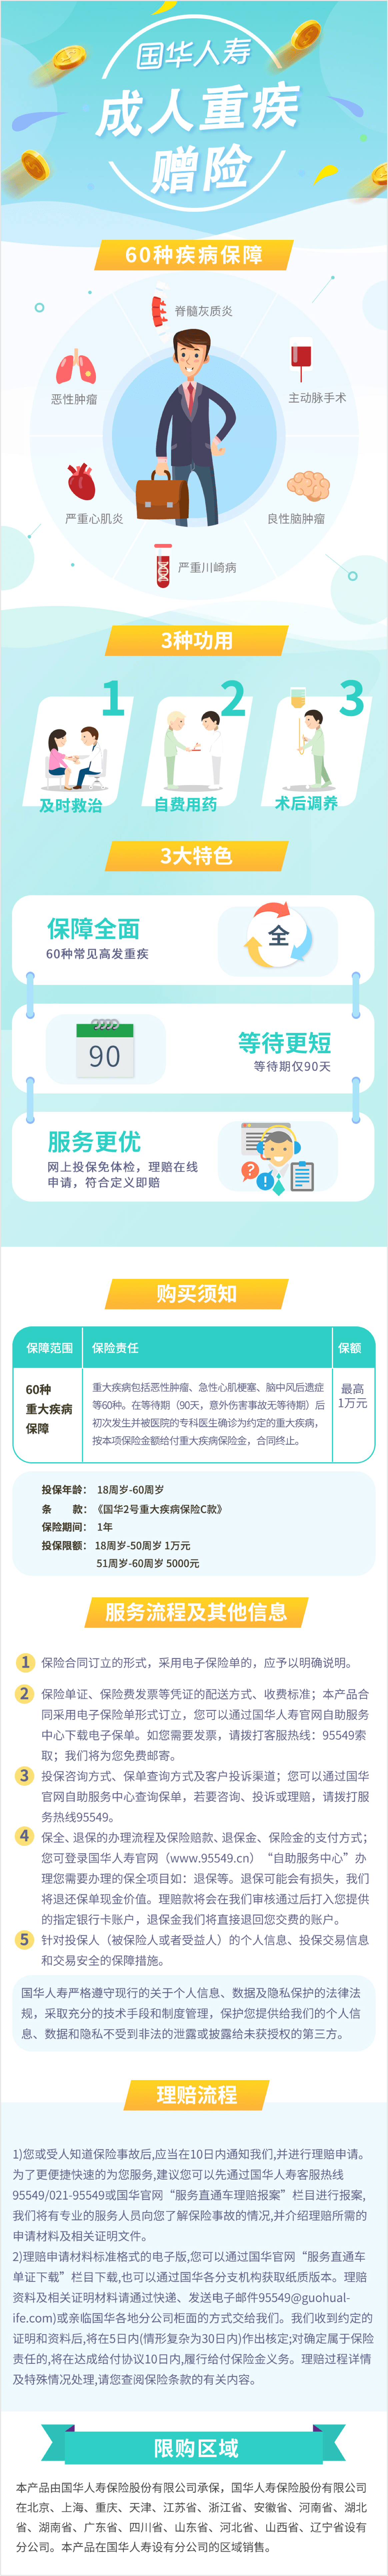 国华人寿
成人重疾
赠险
60种疾病保障
脊髓灰质炎
恶性肿瘤
主动脉手术
严重心肌炎
良性脑肿瘤
严重川崎病
3种功用
1
2
3
及时救治
自费用药
术后调养
3大特色
保障全面
60种常见高发重疾
全
90
等待更短
等待期仅90天
服务更优
网上投保免体检，理赔在线
申请，符合定义即赔
?
!
购买须知
保障范围 保险责任 保额
60种
重大疾病
保障
重大疾病包括恶性肿瘤、急性心肌梗塞、脑中风后遗症
等60种。在等待期（90天，意外伤害事故无等待期）后
初次发生并被医院的专科医生确诊为约定的重大疾病，
按本项保险金额给付重大疾病保险金，合同终止。
最高
1万元
投保年龄： 18周岁-60周岁
条 款：《国华2号重大疾病保险C款》
保险期间： 1年
投保限额： 18周岁-50周岁 1万元
51周岁-60周岁 5000元
服务流程及其他信息
1 保险合同订立的形式，采用电子保险单的，应予以明确说明。
2 保险单证、保险费发票等凭证的配送方式、收费标准；本产品合
同采用电子保险单形式订立，您可以通过国华人寿官网自助服务
中心下载电子保单。如您需要发票，请拨打客服热线：95549索
取；我们将为您免费邮寄。
3 投保咨询方式、保单查询方式及客户投诉渠道；您可以通过国华
官网自助服务中心查询保单，若要咨询、投诉或理赔，请拨打服
务热线95549。
4 保全、退保的办理流程及保险赔款、退保金、保险金的支付方式；
您可登录国华人寿官网（www.95549.cn）“自助服务中心”办
理您需要办理的保全项目如：退保等。退保可能会有损失，我们
将退还保单现金价值。理赔款将会在我们审核通过后打入您提供
的指定银行卡账户，退保金我们将直接退回您交费的账户。
5 针对投保人（被保险人或者受益人）的个人信息、投保交易信息
和交易安全的保障措施。
国华人寿严格遵守现行的关于个人信息、数据及隐私保护的法律法
规，采取充分的技术手段和制度管理，保护您提供给我们的个人信
息、数据和隐私不受到非法的泄露或披露给未获授权的第三方。
理赔流程
1)您或受人知道保险事故后,应当在10日内通知我们,并进行理赔申请。
为了更便捷快速的为您服务,建议您可以先通过国华人寿客服热线
95549/021-95549或国华官网“服务直通车理赔报案”栏目进行报案,
我们将有专业的服务人员向您了解保险事故的情况,并介绍理赔所需的
申请材料及相关证明文件。
2)理赔申请材料标准格式的电子版,您可以通过国华官网“服务直通车
单证下载”栏目下载,也可以通过国华各分支机构获取纸质版本。理赔
资料及相关证明材料请通过快递、发送电子邮件95549@guohual-
ife.com)或亲临国华各地分公司柜面的方式交给我们。我们收到约定的
证明和资料后,将在5日内(情形复杂为30日内)作出核定;对确定属于保险
责任的,将在达成给付协议10日内,履行给付保险金义务。理赔过程详情
及特殊情况处理,请您查阅保险条款的有关内容。
限购区域
本产品由国华人寿保险股份有限公司承保，国华人寿保险股份有限公司
在北京、上海、重庆、天津、江苏省、浙江省、安徽省、河南省、湖北
省、湖南省、广东省、四川省、山东省、河北省、山西省、辽宁省设有
分公司。本产品在国华人寿设有分公司的区域销售。